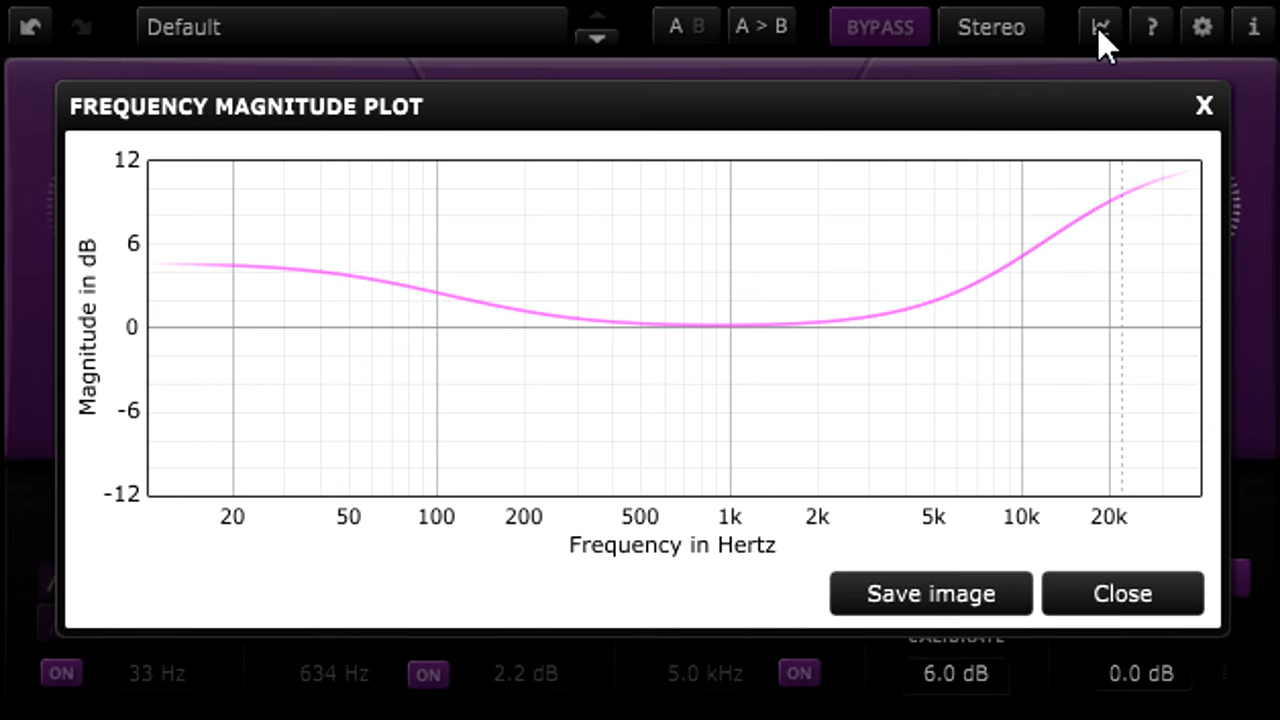 Default
A B
A > B
BYPASS
Stereo
?
i
FREQUENCY MAGNITUDE PLOT
X
12
6
0
-6
-12
Magnitude in dB
20 50 100 200 500 1k 2k 5k 10k 20k
Frequency in Hertz
Save image
Close
CALIBRATE
ON 33 Hz 634 Hz ON 2.2 dB 5.0 kHz ON 6.0 dB 0.0 dB